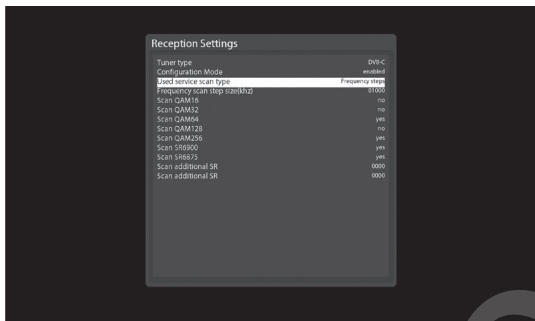 Reception Settings
Tuner type DVB-C
Configuration Mode enabled
Used service scan type Frequency steps
Frequency scan step size(khz) 01000
Scan QAM16 no
Scan QAM32 no
Scan QAM64 yes
Scan QAM128 no
Scan QAM256 yes
Scan SR6900 yes
Scan SR6875 yes
Scan additional SR 0000
Scan additional SR 0000